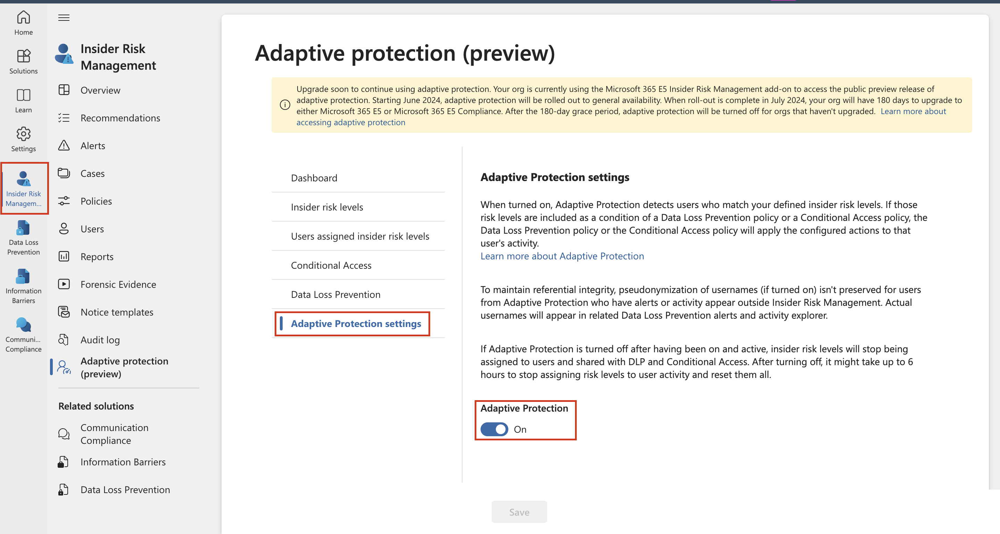 Home
Solutions
Learn
Settings
Insider Risk
Managem...
Data Loss
Prevention
Information
Barriers
Communi...
Compliance
Insider Risk
Management
Overview
Recommendations
Alerts
Cases
Policies
Users
Reports
Forensic Evidence
Notice templates
Audit log
Adaptive protection
(preview)
Related solutions
Communication
Compliance
Information Barriers
Data Loss Prevention
Adaptive protection (preview)
Upgrade soon to continue using adaptive protection. Your org is currently using the Microsoft 365 E5 Insider Risk Management add-on to access the public preview release of
adaptive protection. Starting June 2024, adaptive protection will be rolled out to general availability. When roll-out is complete in July 2024, your org will have 180 days to upgrade to
either Microsoft 365 E5 or Microsoft 365 E5 Compliance. After the 180-day grace period, adaptive protection will be turned off for orgs that haven't upgraded. Learn more about
accessing adaptive protection
Dashboard
Insider risk levels
Users assigned insider risk levels
Conditional Access
Data Loss Prevention
Adaptive Protection settings
Adaptive Protection settings
When turned on, Adaptive Protection detects users who match your defined insider risk levels. If those
risk levels are included as a condition of a Data Loss Prevention policy or a Conditional Access policy, the
Data Loss Prevention policy or the Conditional Access policy will apply the configured actions to that
user's activity.
Learn more about Adaptive Protection
To maintain referential integrity, pseudonymization of usernames (if turned on) isn't preserved for users
from Adaptive Protection who have alerts or activity appear outside Insider Risk Management. Actual
usernames will appear in related Data Loss Prevention alerts and activity explorer.
If Adaptive Protection is turned off after having been on and active, insider risk levels will stop being
assigned to users and shared with DLP and Conditional Access. After turning off, it might take up to 6
hours to stop assigning risk levels to user activity and reset them all.
Adaptive Protection
On
Save